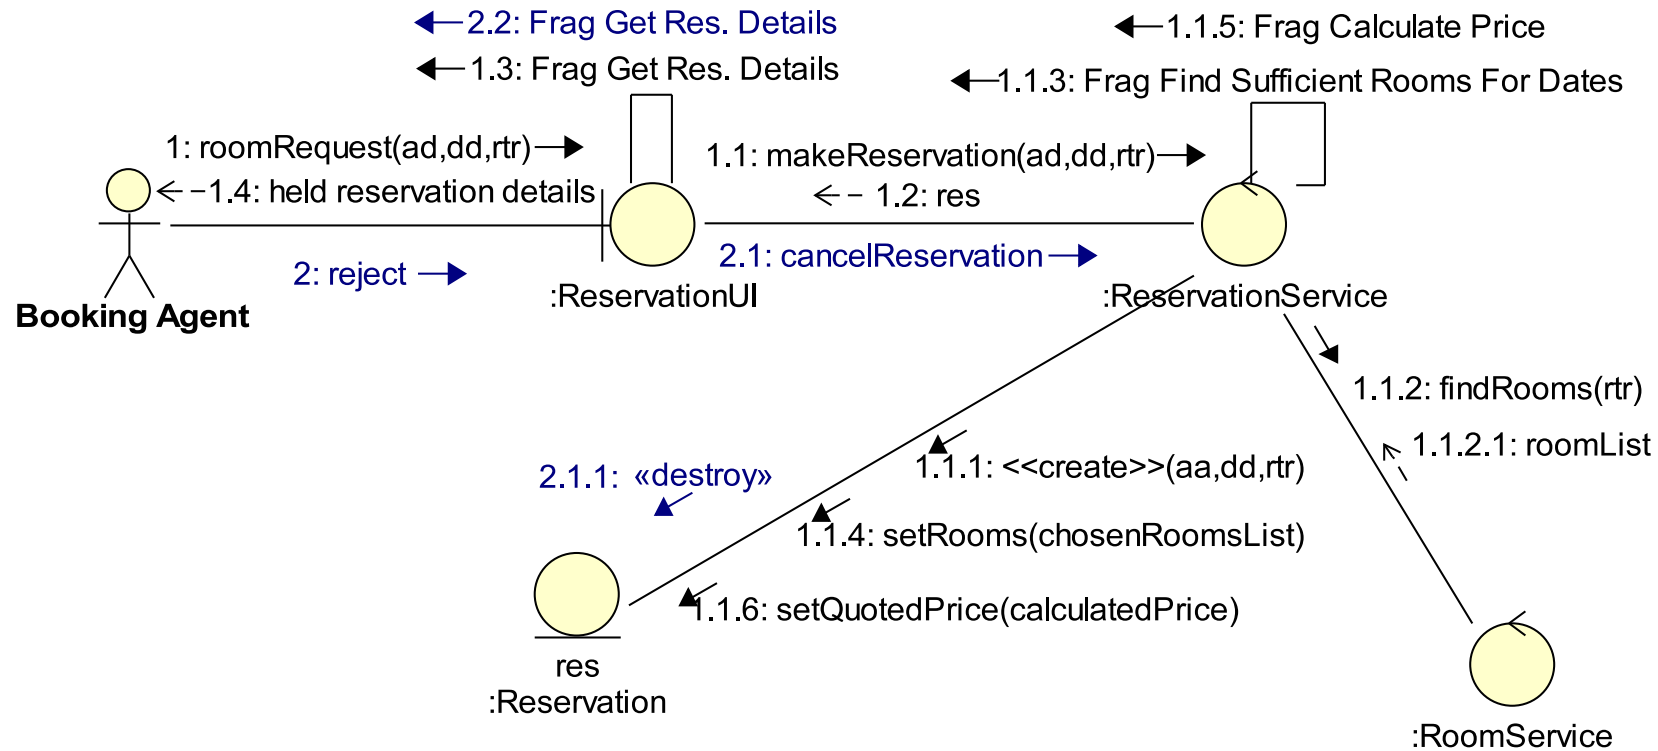 2.2: Frag Get Res. Details
1.1.5: Frag Calculate Price
1.3: Frag Get Res. Details
1.1.3: Frag Find Sufficient Rooms For Dates
1: roomRequest(ad,dd,rtr)
1.1: makeReservation(ad,dd,rtr)
1.4: held reservation details
1.2: res
2: reject
2.1: cancelReservation
:ReservationUI
:ReservationService
Booking Agent
1.1.2: findRooms(rtr)
1.1.2.1: roomList
1.1.1: <<create>>(aa,dd,rtr)
2.1.1: «destroy»
1.1.4: setRooms(chosenRoomsList)
1.1.6: setQuotedPrice(calculatedPrice)
res
:Reservation
:RoomService